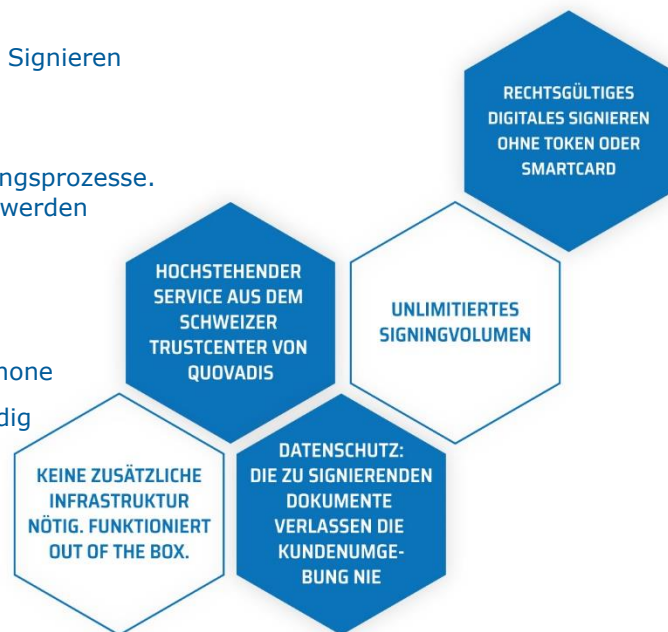 Signieren
ngsprozesse.
werden
hone
dig
RECHTSGÜLTIGES
DIGITALES SIGNIEREN
OHNE TOKEN ODER
SMARTCARD
HOCHSTEHENDER
SERVICE AUS DEM
SCHWEIZER
TRUSTCENTER VON
QUOVADIS
UNLIMITIERTES
SIGNINGVOLUMEN
KEINE ZUSÄTZLICHE
INFRASTRUKTUR
NÖTIG. FUNKTIONIERT
OUT OF THE BOX.
DATENSCHUTZ:
DIE ZU SIGNIERENDEN
DOKUMENTE
VERLASSEN DIE
KUNDENUMGE-
BUNG NIE